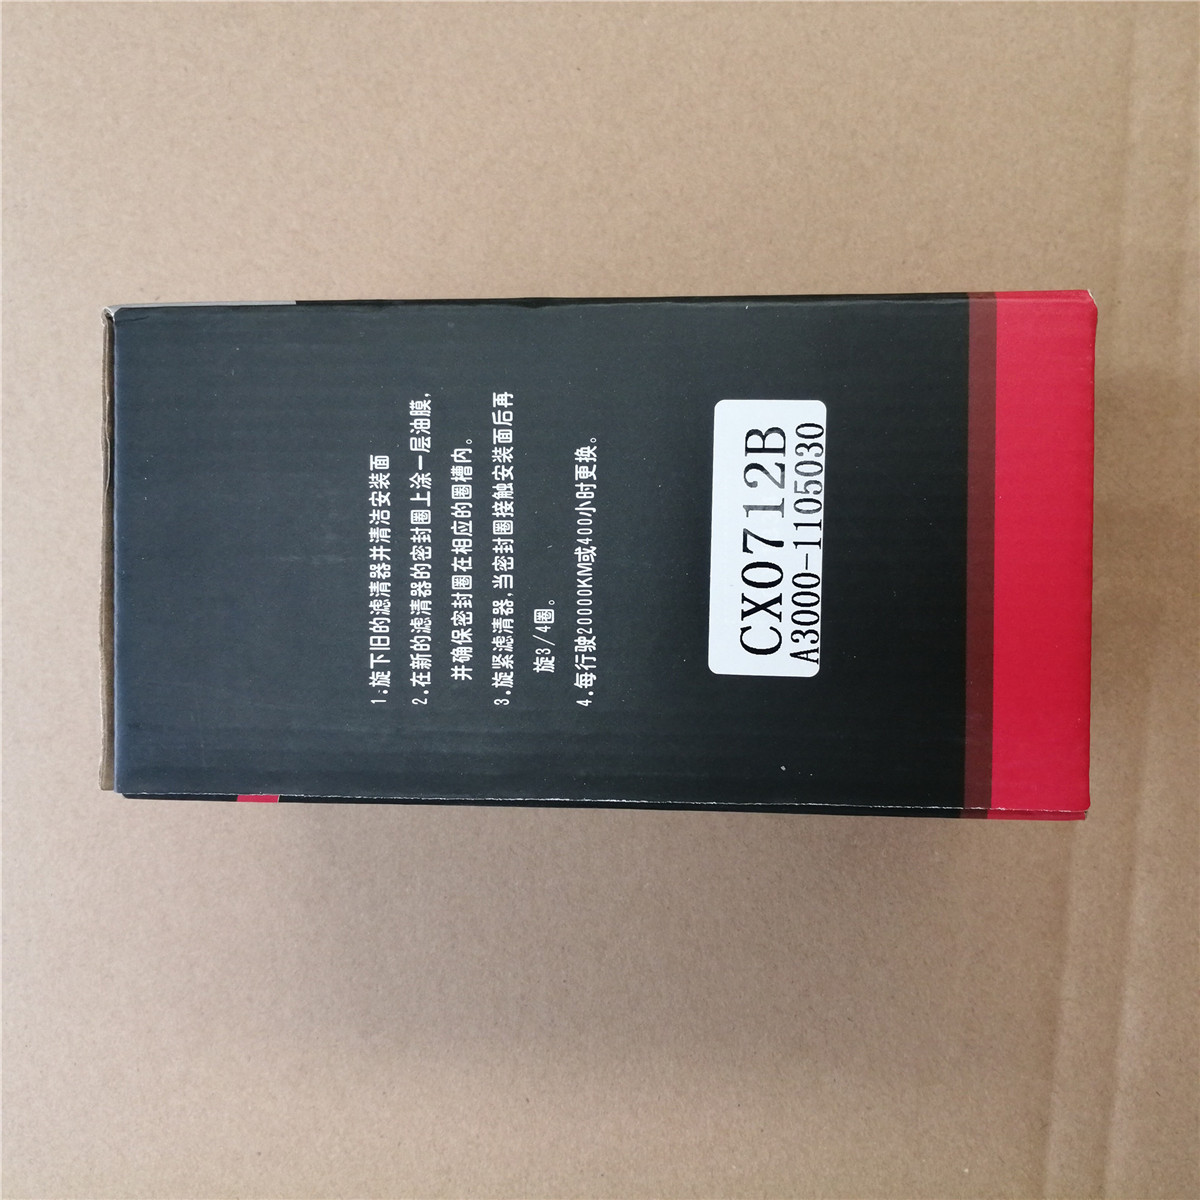 1.旋下旧的滤清器并清洁安装面
2.在新的滤清器的密封圈上涂一层油膜,
并确保密封圈在相应的圈槽内。
3.旋紧滤清器,当密封圈接触安装面后再
旋3/4圈。
4.每行驶20000KM或400小时更换。
CX0712B
A3000-1105030